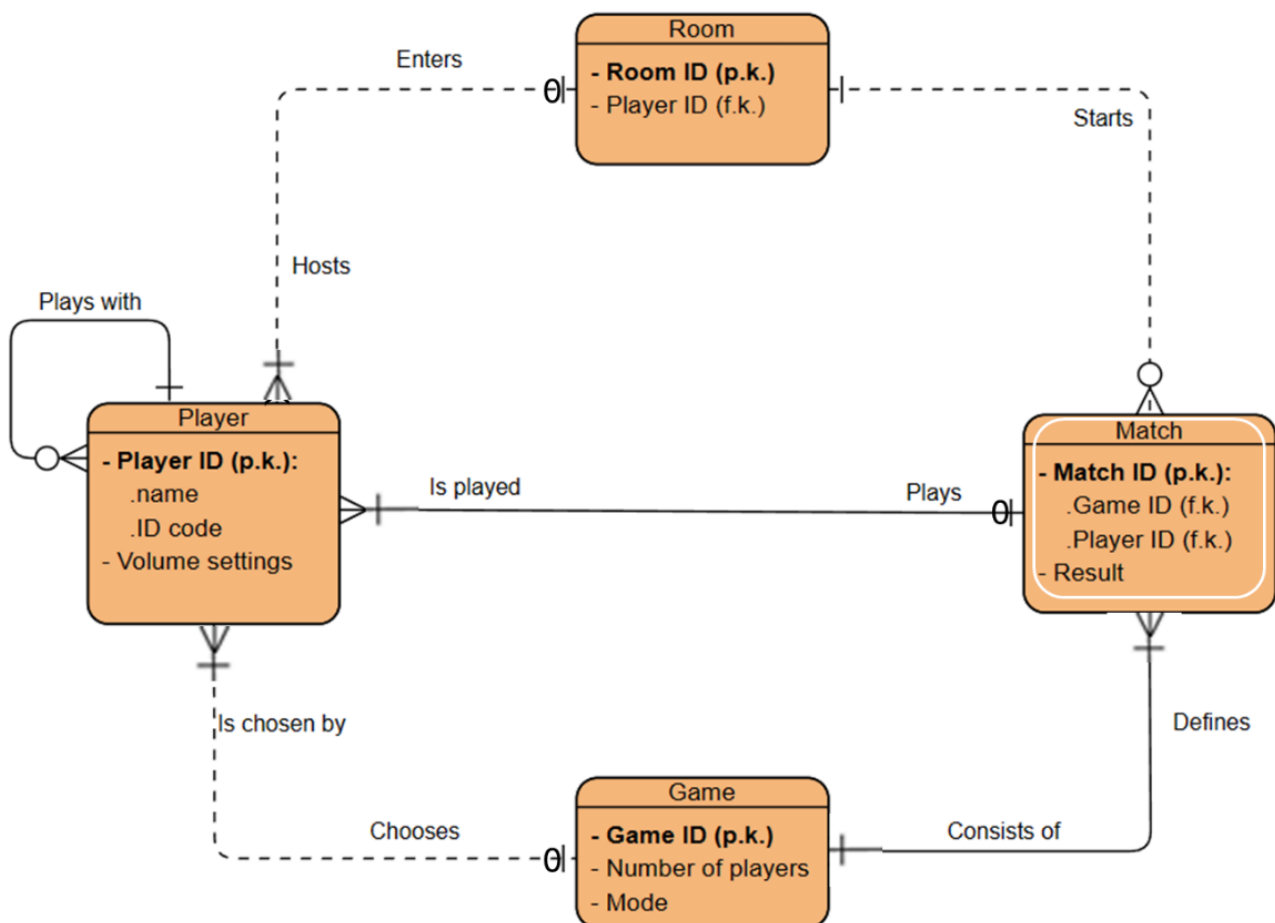 Room
- Room ID (p.k.)
- Player ID (f.k.)
Enters
Starts
Hosts
Plays with
Player
- Player ID (p.k.):
.name
.ID code
- Volume settings
Is played
Plays
Match
- Match ID (p.k.):
.Game ID (f.k.)
.Player ID (f.k.)
- Result
Is chosen by
Defines
Chooses
Consists of
Game
- Game ID (p.k.)
- Number of players
- Mode